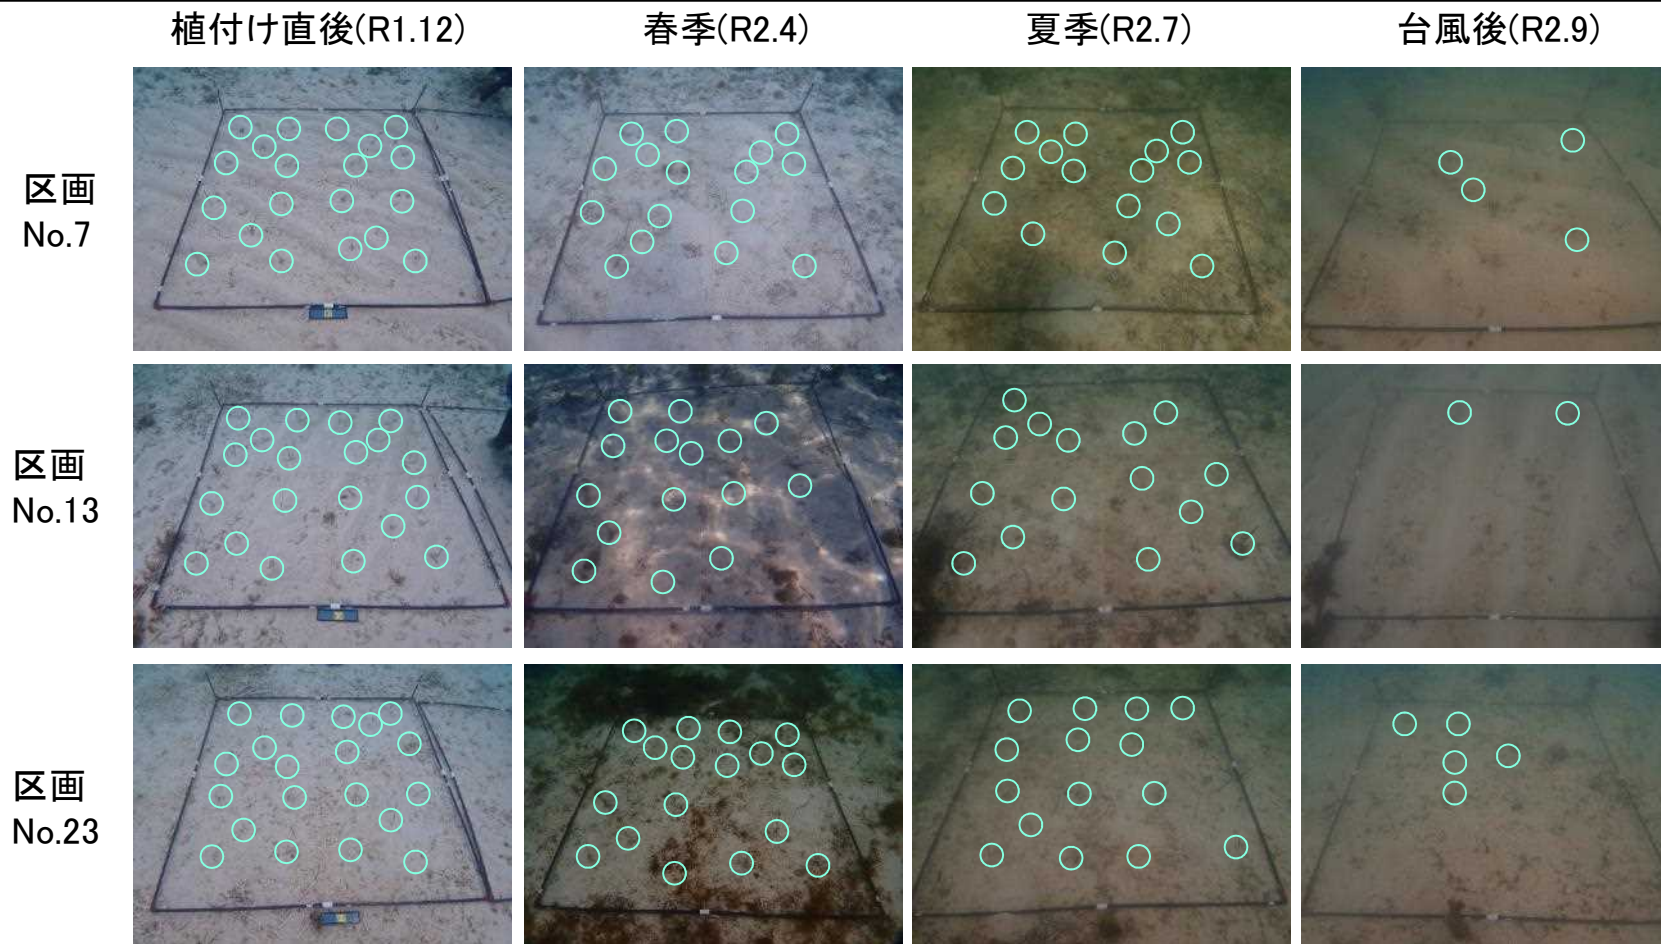 植付け直後(R1.12)
春季(R2.4)
夏季(R2.7)
台風後(R2.9)
区画
No.7
区画
No.13
区画
No.23